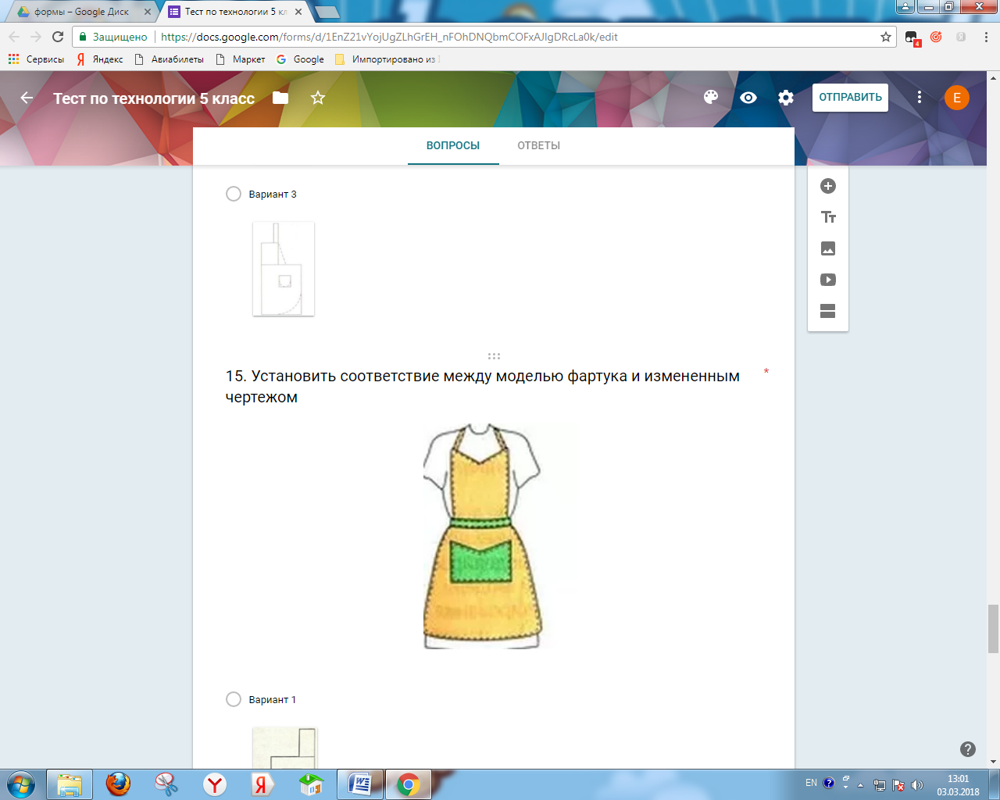 формы – Google Диск
Тест по технологии 5 кл
Защищено
https://docs.google.com/forms/d/1EnZ21vYojUgZLhGrEH_nFOhDNQbmCOFxAJIgDRcLa0k/edit
4
Сервисы
Яндекс
Авиабилеты
Маркет
Google
Импортировано из
Тест по технологии 5 класс
ОТПРАВИТЬ
E
ВОПРОСЫ
ОТВЕТЫ
Вариант 3
15. Установить соответствие между моделью фартука и измененным *
чертежом
Вариант 1
EN
13:01
03.03.2018